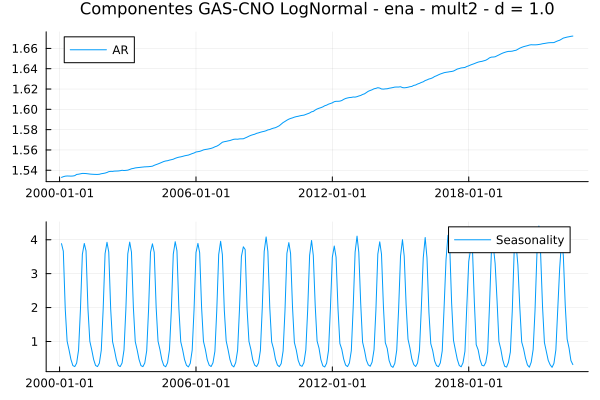 Componentes GAS-CNO LogNormal - ena - mult2 - d = 1.0
AR
1.66
1.64
1.62
1.60
1.58
1.56
1.54
2000-01-01 2006-01-01 2012-01-01 2018-01-01
Seasonality
4
3
2
1
2000-01-01 2006-01-01 2012-01-01 2018-01-01